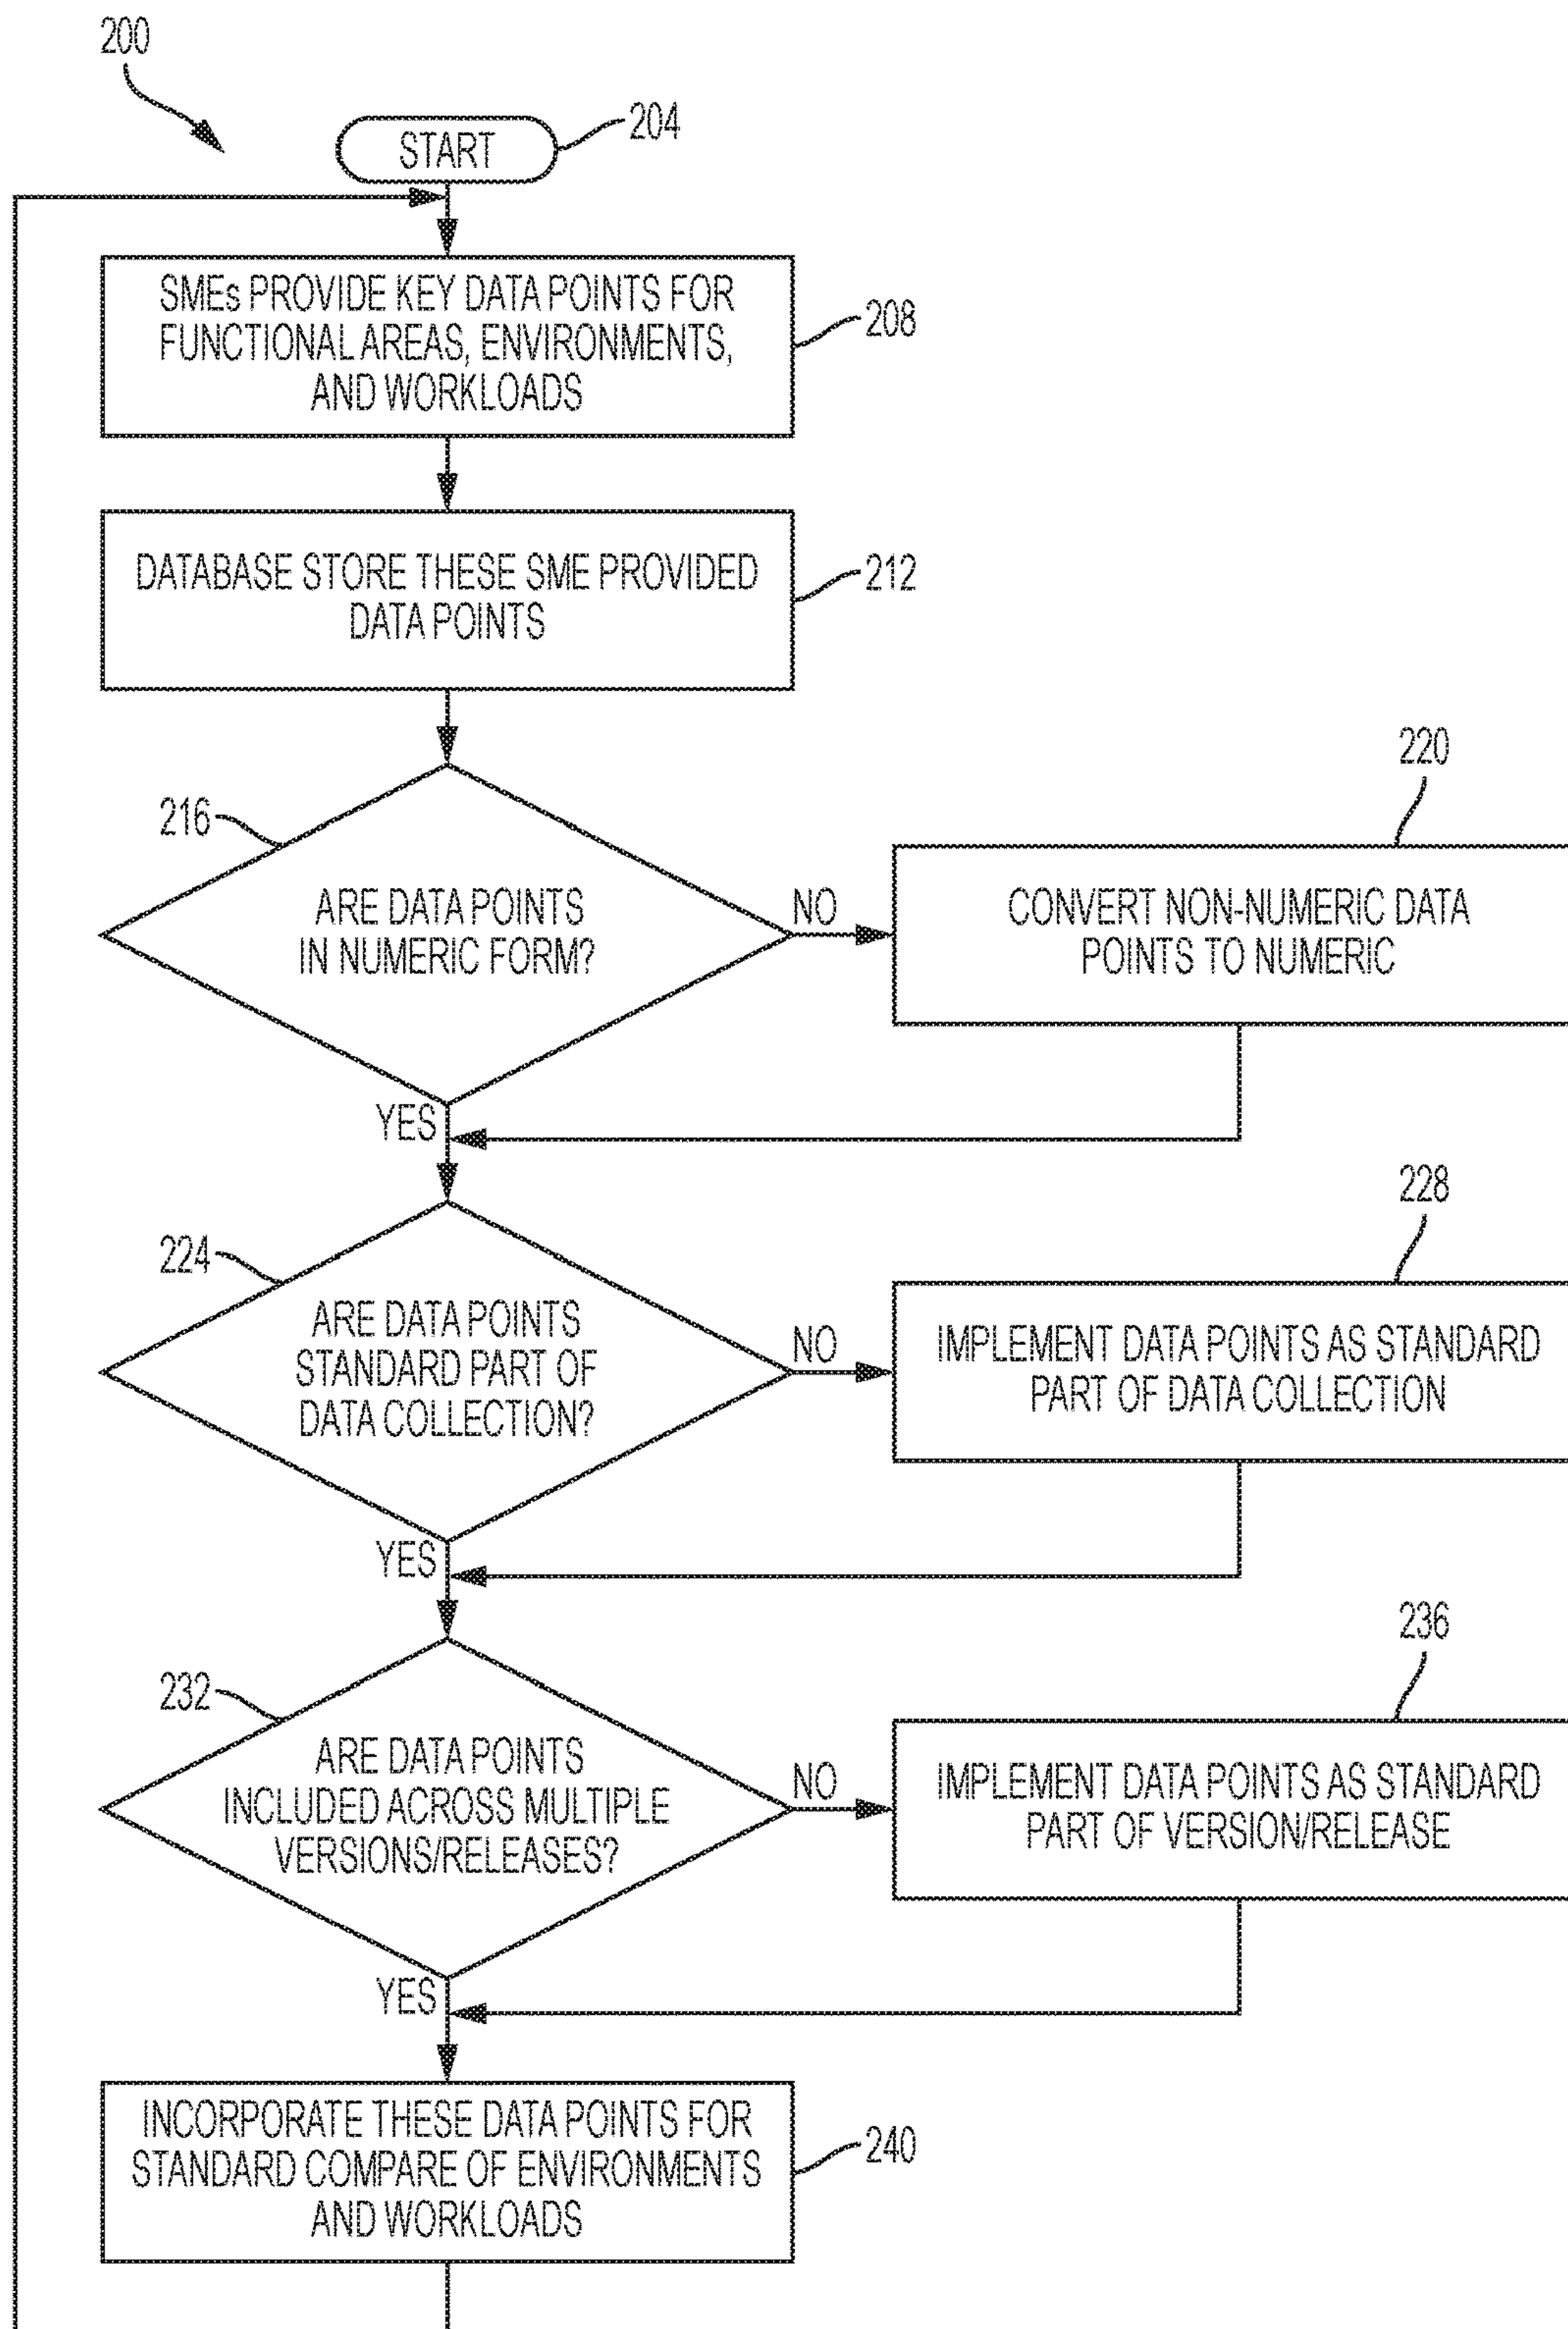 200
START
204
SMEs PROVIDE KEY DATA POINTS FOR
FUNCTIONAL AREAS, ENVIRONMENTS,
AND WORKLOADS
208
DATABASE STORE THESE SME PROVIDED
DATA POINTS
212
216
ARE DATA POINTS
IN NUMERIC FORM?
NO
220
CONVERT NON-NUMERIC DATA
POINTS TO NUMERIC
YES
224
ARE DATA POINTS
STANDARD PART OF
DATA COLLECTION?
NO
228
IMPLEMENT DATA POINTS AS STANDARD
PART OF DATA COLLECTION
YES
232
ARE DATA POINTS
INCLUDED ACROSS MULTIPLE
VERSIONS/RELEASES?
NO
236
IMPLEMENT DATA POINTS AS STANDARD
PART OF VERSION/RELEASE
YES
INCORPORATE THESE DATA POINTS FOR
STANDARD COMPARE OF ENVIRONMENTS
AND WORKLOADS
240